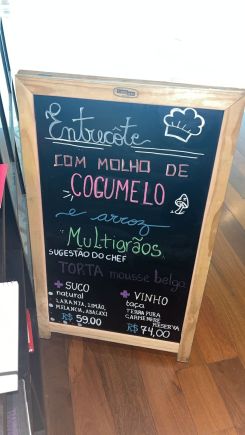 Entrecôte
COM MOLHO DE
COGUMELO
e arroz
Multigrãos
SUGESTÃO DO CHEF
TORTA mousse belga
+ SUCO
natural
LARANJA, LIMÃO,
MELANCIA, ABACAXI
R$ 59,00
+ VINHO
taça
TERRA PURA
CARMENERE
RESERVA
R$ 74,00